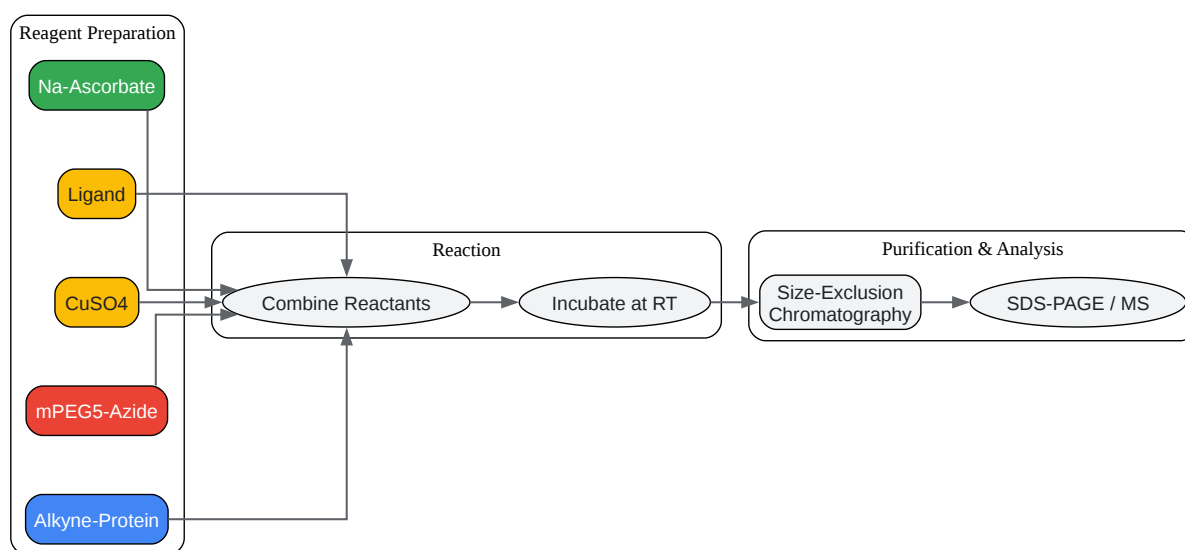 Reagent Preparation
Na-Ascorbate
Ligand
CuSO4
mPEG5-Azide
Alkyne-Protein
Reaction
Combine Reactants
Incubate at RT
Purification & Analysis
Size-Exclusion
Chromatography
SDS-PAGE / MS